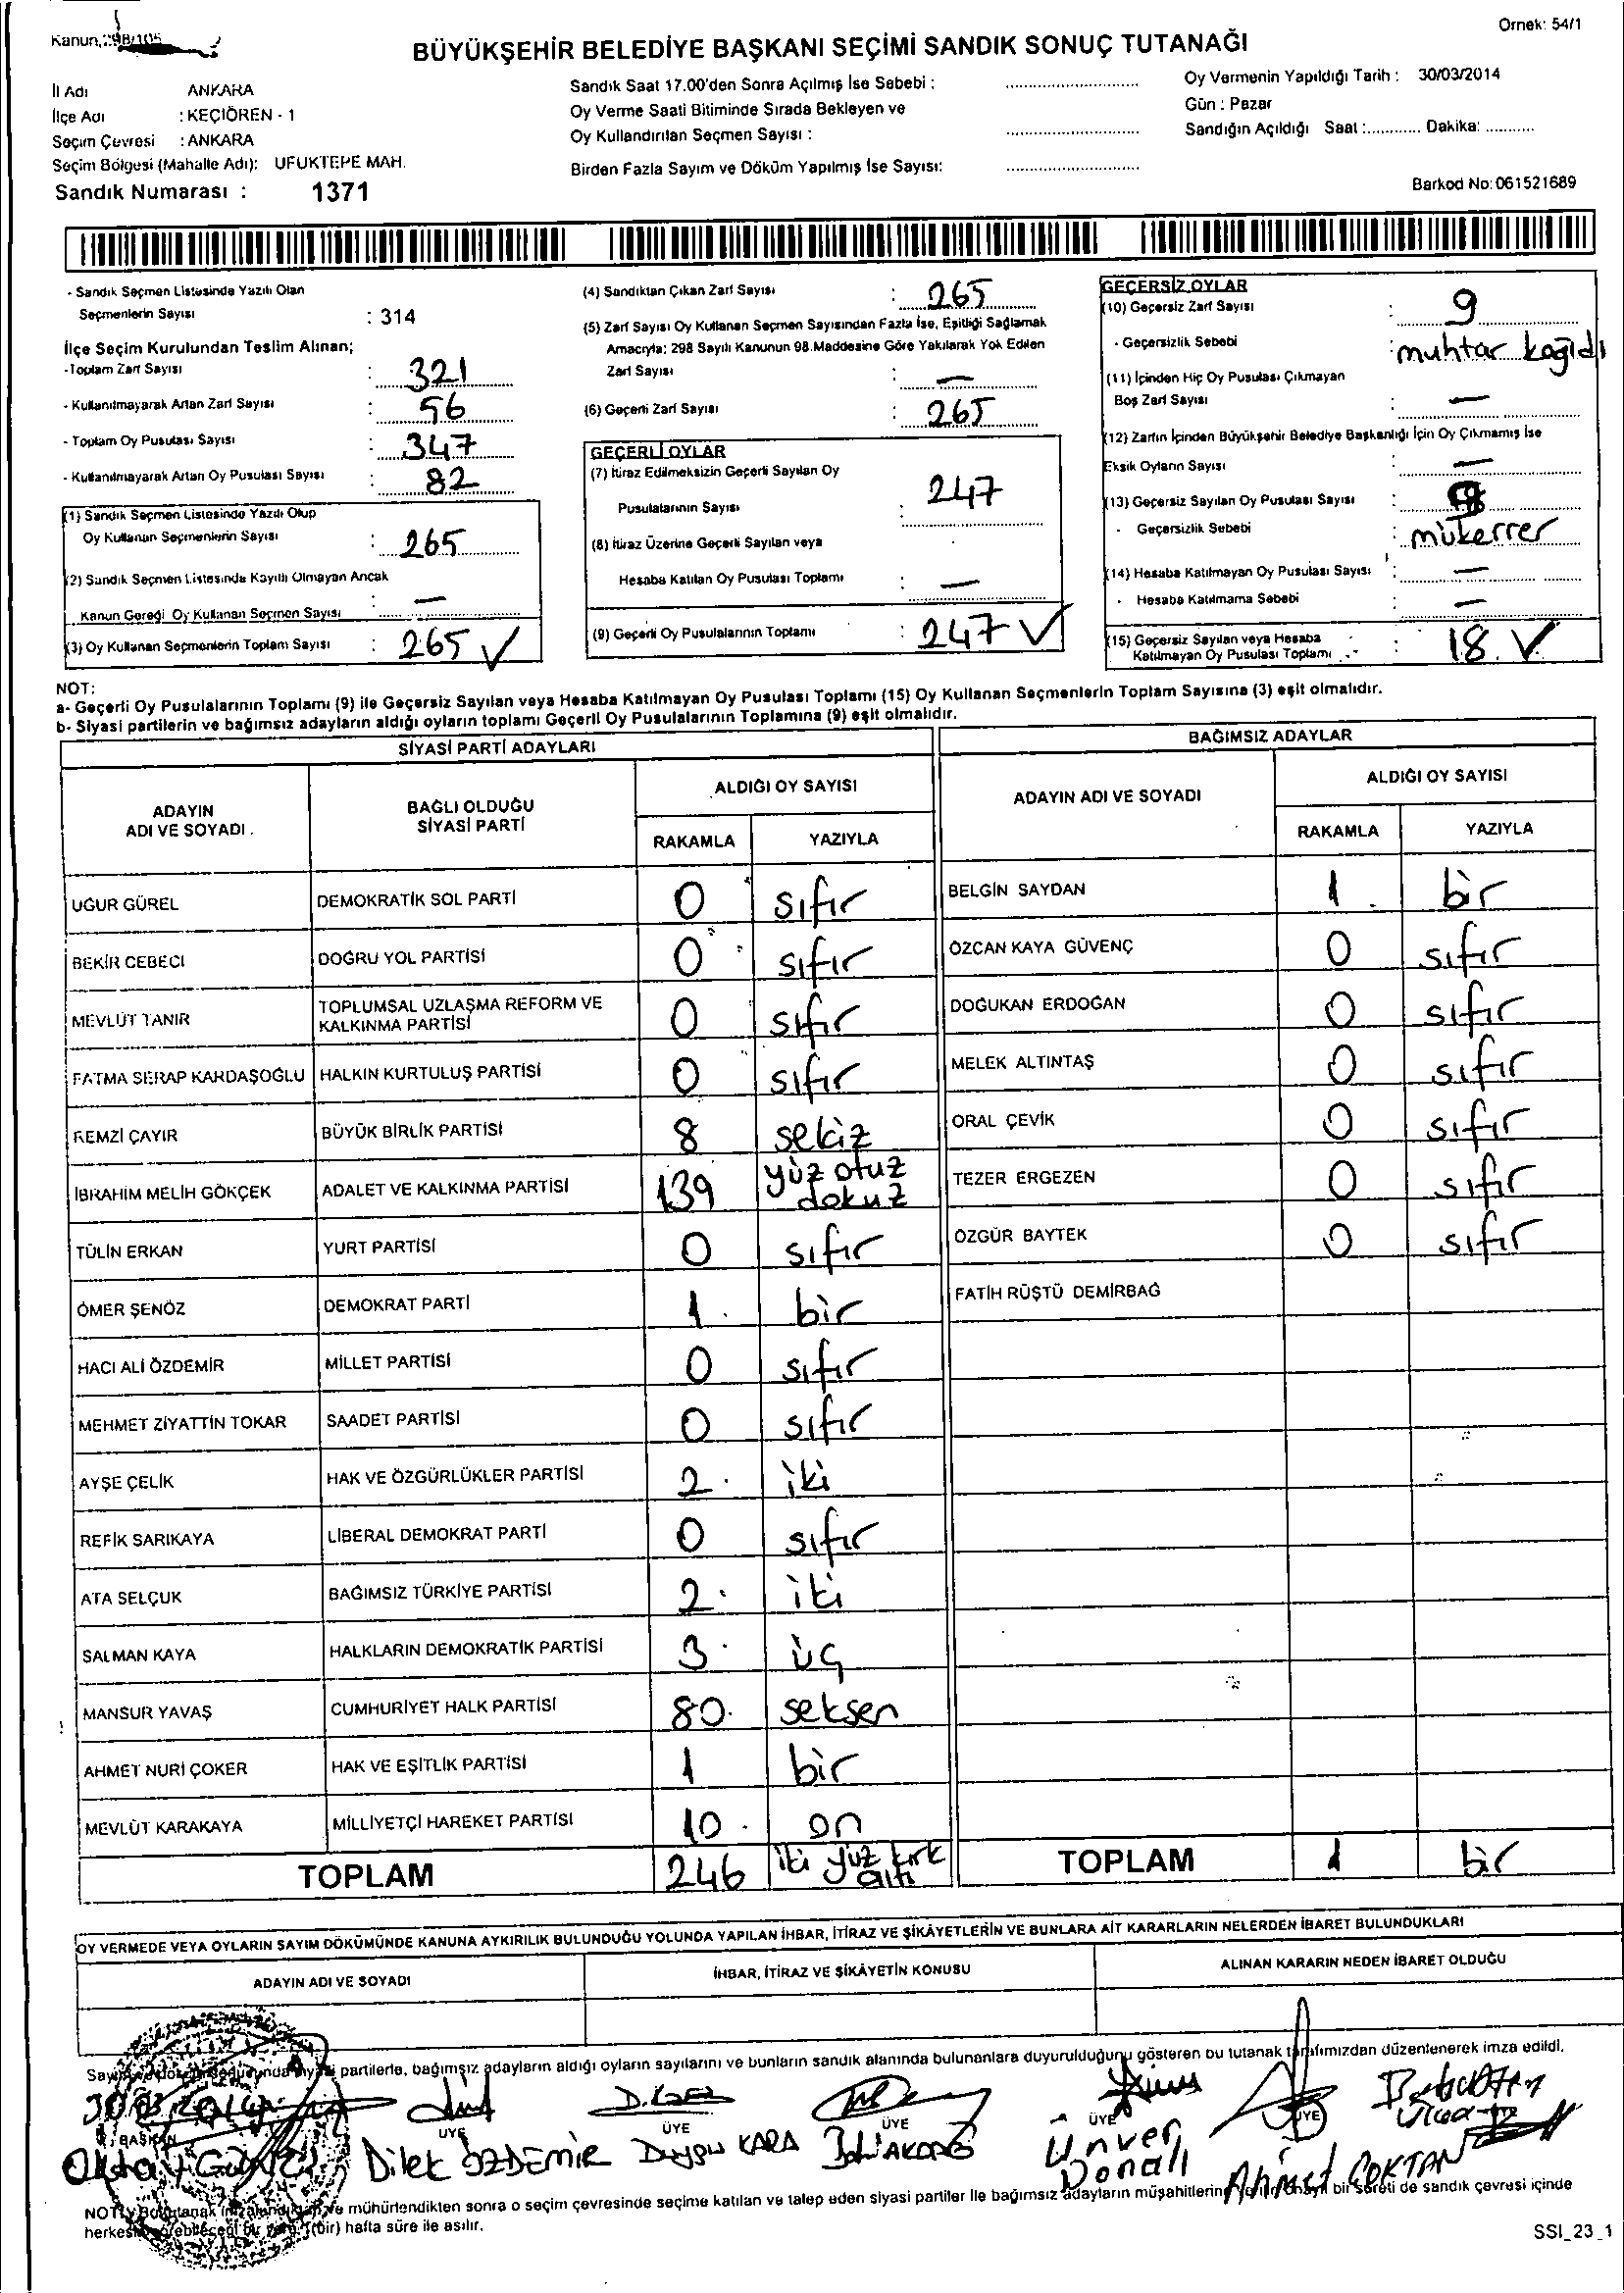 Kanun, 298/105
Örnek: 54/1
BÜYÜKŞEHİR BELEDİYE BAŞKANI SEÇİMİ SANDIK SONUÇ TUTANAĞI
İl Adı ANKARA
İlçe Adı : KEÇİÖREN - 1
Seçim Çevresi : ANKARA
Seçim Bölgesi (Mahalle Adı): UFUKTEPE MAH.
Sandık Numarası : 1371
Sandık Saat 17.00'den Sonra Açılmış İse Sebebi :
Oy Verme Saati Bitiminde Sırada Bekleyen ve
Oy Kullandırılan Seçmen Sayısı :
Birden Fazla Sayım ve Döküm Yapılmış İse Sayısı:
Oy Vermenin Yapıldığı Tarih : 30/03/2014
Gün : Pazar
Sandığın Açıldığı Saat :............ Dakika: ...........
Barkod No: 061521689
- Sandık Seçmen Listesinde Yazılı Olan
Seçmenlerin Sayısı : 314
İlçe Seçim Kurulundan Teslim Alınan;
-Toplam Zarf Sayısı : 321
- Kullanılmayarak Artan Zarf Sayısı : 56
- Toplam Oy Pusulası Sayısı : 347
- Kullanılmayarak Artan Oy Pusulası Sayısı : 82
(1) Sandık Seçmen Listesinde Yazılı Olup
Oy Kullanan Seçmenlerin Sayısı : 265
(2) Sandık Seçmen Listesinde Kayıtlı Olmayan Ancak
Kanun Gereği Oy Kullanan Seçmen Sayısı : —
(3) Oy Kullanan Seçmenlerin Toplam Sayısı : 265 ✓
(4) Sandıktan Çıkan Zarf Sayısı : 265
(5) Zarf Sayısı Oy Kullanan Seçmen Sayısından Fazla İse, Eşitliği Sağlamak
Amacıyla; 298 Sayılı Kanunun 98.Maddesine Göre Yakılarak Yok Edilen
Zarf Sayısı : —
(6) Geçerli Zarf Sayısı : 265
GEÇERLİ OYLAR
(7) İtiraz Edilmeksizin Geçerli Sayılan Oy
Pusulalarının Sayısı : 247
(8) İtiraz Üzerine Geçerli Sayılan veya
Hesaba Katılan Oy Pusulası Toplamı : —
(9) Geçerli Oy Pusulalarının Toplamı : 247 ✓
GEÇERSİZ OYLAR
(10) Geçersiz Zarf Sayısı : 9
- Geçersizlik Sebebi : muhtar kağıdı
(11) İçinden Hiç Oy Pusulası Çıkmayan
Boş Zarf Sayısı : —
(12) Zarfın İçinden Büyükşehir Belediye Başkanlığı İçin Oy Çıkmamış İse
Eksik Oyların Sayısı : —
(13) Geçersiz Sayılan Oy Pusulası Sayısı : 9
- Geçersizlik Sebebi : mükerrer
(14) Hesaba Katılmayan Oy Pusulası Sayısı : —
- Hesaba Katılmama Sebebi : —
(15) Geçersiz Sayılan veya Hesaba
Katılmayan Oy Pusulası Toplamı : 18 ✓
NOT:
a- Geçerli Oy Pusulalarının Toplamı (9) ile Geçersiz Sayılan veya Hesaba Katılmayan Oy Pusulası Toplamı (15) Oy Kullanan Seçmenlerin Toplam Sayısına (3) eşit olmalıdır.
b- Siyasi partilerin ve bağımsız adayların aldığı oyların toplamı Geçerli Oy Pusulalarının Toplamına (9) eşit olmalıdır.
SİYASİ PARTİ ADAYLARI
ADAYIN ADI VE SOYADI BAĞLI OLDUĞU SİYASİ PARTİ ALDIĞI OY SAYISI
RAKAMLA YAZIYLA
UĞUR GÜREL DEMOKRATİK SOL PARTİ 0 sıfır
BEKİR CEBECİ DOĞRU YOL PARTİSİ 0 sıfır
MEVLÜT TANIR TOPLUMSAL UZLAŞMA REFORM VE KALKINMA PARTİSİ 0 sıfır
FATMA SERAP KARDAŞOĞLU HALKIN KURTULUŞ PARTİSİ 0 sıfır
REMZİ ÇAYIR BÜYÜK BİRLİK PARTİSİ 8 sekiz
İBRAHİM MELİH GÖKÇEK ADALET VE KALKINMA PARTİSİ 139 yüz otuz dokuz
TÜLİN ERKAN YURT PARTİSİ 0 sıfır
ÖMER ŞENÖZ DEMOKRAT PARTİ 1 bir
HACI ALİ ÖZDEMİR MİLLET PARTİSİ 0 sıfır
MEHMET ZİYATTİN TOKAR SAADET PARTİSİ 0 sıfır
AYŞE ÇELİK HAK VE ÖZGÜRLÜKLER PARTİSİ 2 iki
REFİK SARIKAYA LİBERAL DEMOKRAT PARTİ 0 sıfır
ATA SELÇUK BAĞIMSIZ TÜRKİYE PARTİSİ 2 iki
SALMAN KAYA HALKLARIN DEMOKRATİK PARTİSİ 3 üç
MANSUR YAVAŞ CUMHURİYET HALK PARTİSİ 80 seksen
AHMET NURİ ÇOKER HAK VE EŞİTLİK PARTİSİ 1 bir
MEVLÜT KARAKAYA MİLLİYETÇİ HAREKET PARTİSİ 10 on
TOPLAM 246 iki yüz kırk altı
BAĞIMSIZ ADAYLAR
ADAYIN ADI VE SOYADI ALDIĞI OY SAYISI
RAKAMLA YAZIYLA
BELGİN SAYDAN 1 bir
ÖZCAN KAYA GÜVENÇ 0 sıfır
DOĞUKAN ERDOĞAN 0 sıfır
MELEK ALTINTAŞ 0 sıfır
ORAL ÇEVİK 0 sıfır
TEZER ERGEZEN 0 sıfır
ÖZGÜR BAYTEK 0 sıfır
FATİH RÜŞTÜ DEMİRBAĞ
TOPLAM 1 bir
OY VERMEDE VEYA OYLARIN SAYIM DÖKÜMÜNDE KANUNA AYKIRILIK BULUNDUĞU YOLUNDA YAPILAN İHBAR, İTİRAZ VE ŞİKÂYETLERİN VE BUNLARA AİT KARARLARIN NELERDEN İBARET BULUNDUKLARI
ADAYIN ADI VE SOYADI İHBAR, İTİRAZ VE ŞİKÂYETİN KONUSU ALINAN KARARIN NEDEN İBARET OLDUĞU
partilerle, bağımsız adayların aldığı oyların sayılarını ve bunların sandık alanında bulunanlara duyurulduğunu gösteren bu tutanak tarafımızdan düzenlenerek imza edildi.
BAŞKAN ÜYE ÜYE ÜYE ÜYE ÜYE
Dilek ÖZDEMİR Duygu KARA
Ünver Donalı Ahmet ÇOKTAN
NOT: Bu tutanak ve mühürlendikten sonra o seçim çevresinde seçime katılan ve talep eden siyasi partiler ile bağımsız adayların müşahitlerine bir sureti de sandık çevresi içinde
(bir) hafta süre ile asılır.
SSI_23_1